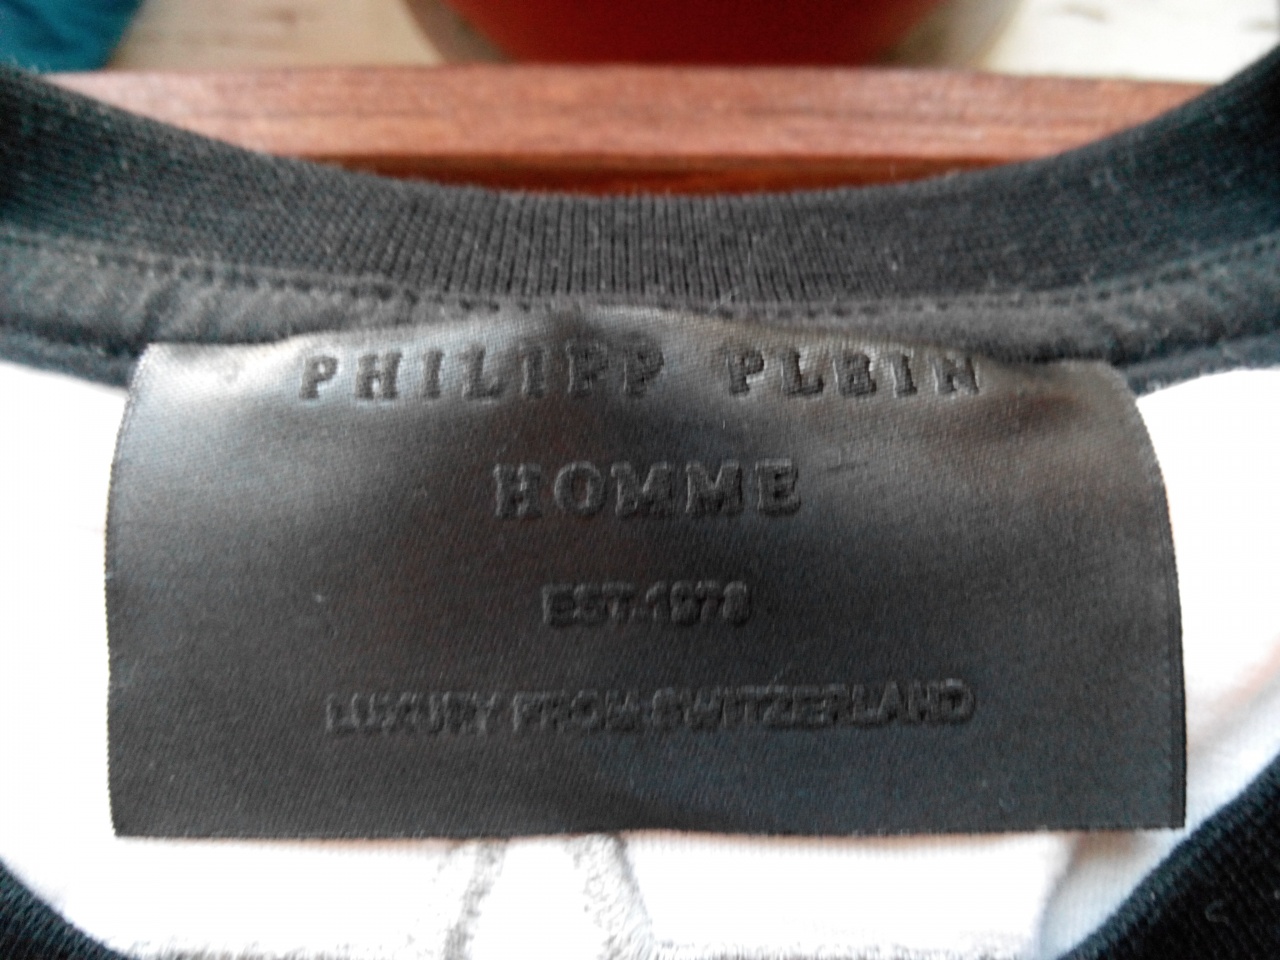 PHILIPP PLEIN
HOMME
EST.1978
LUXURY FROM SWITZERLAND